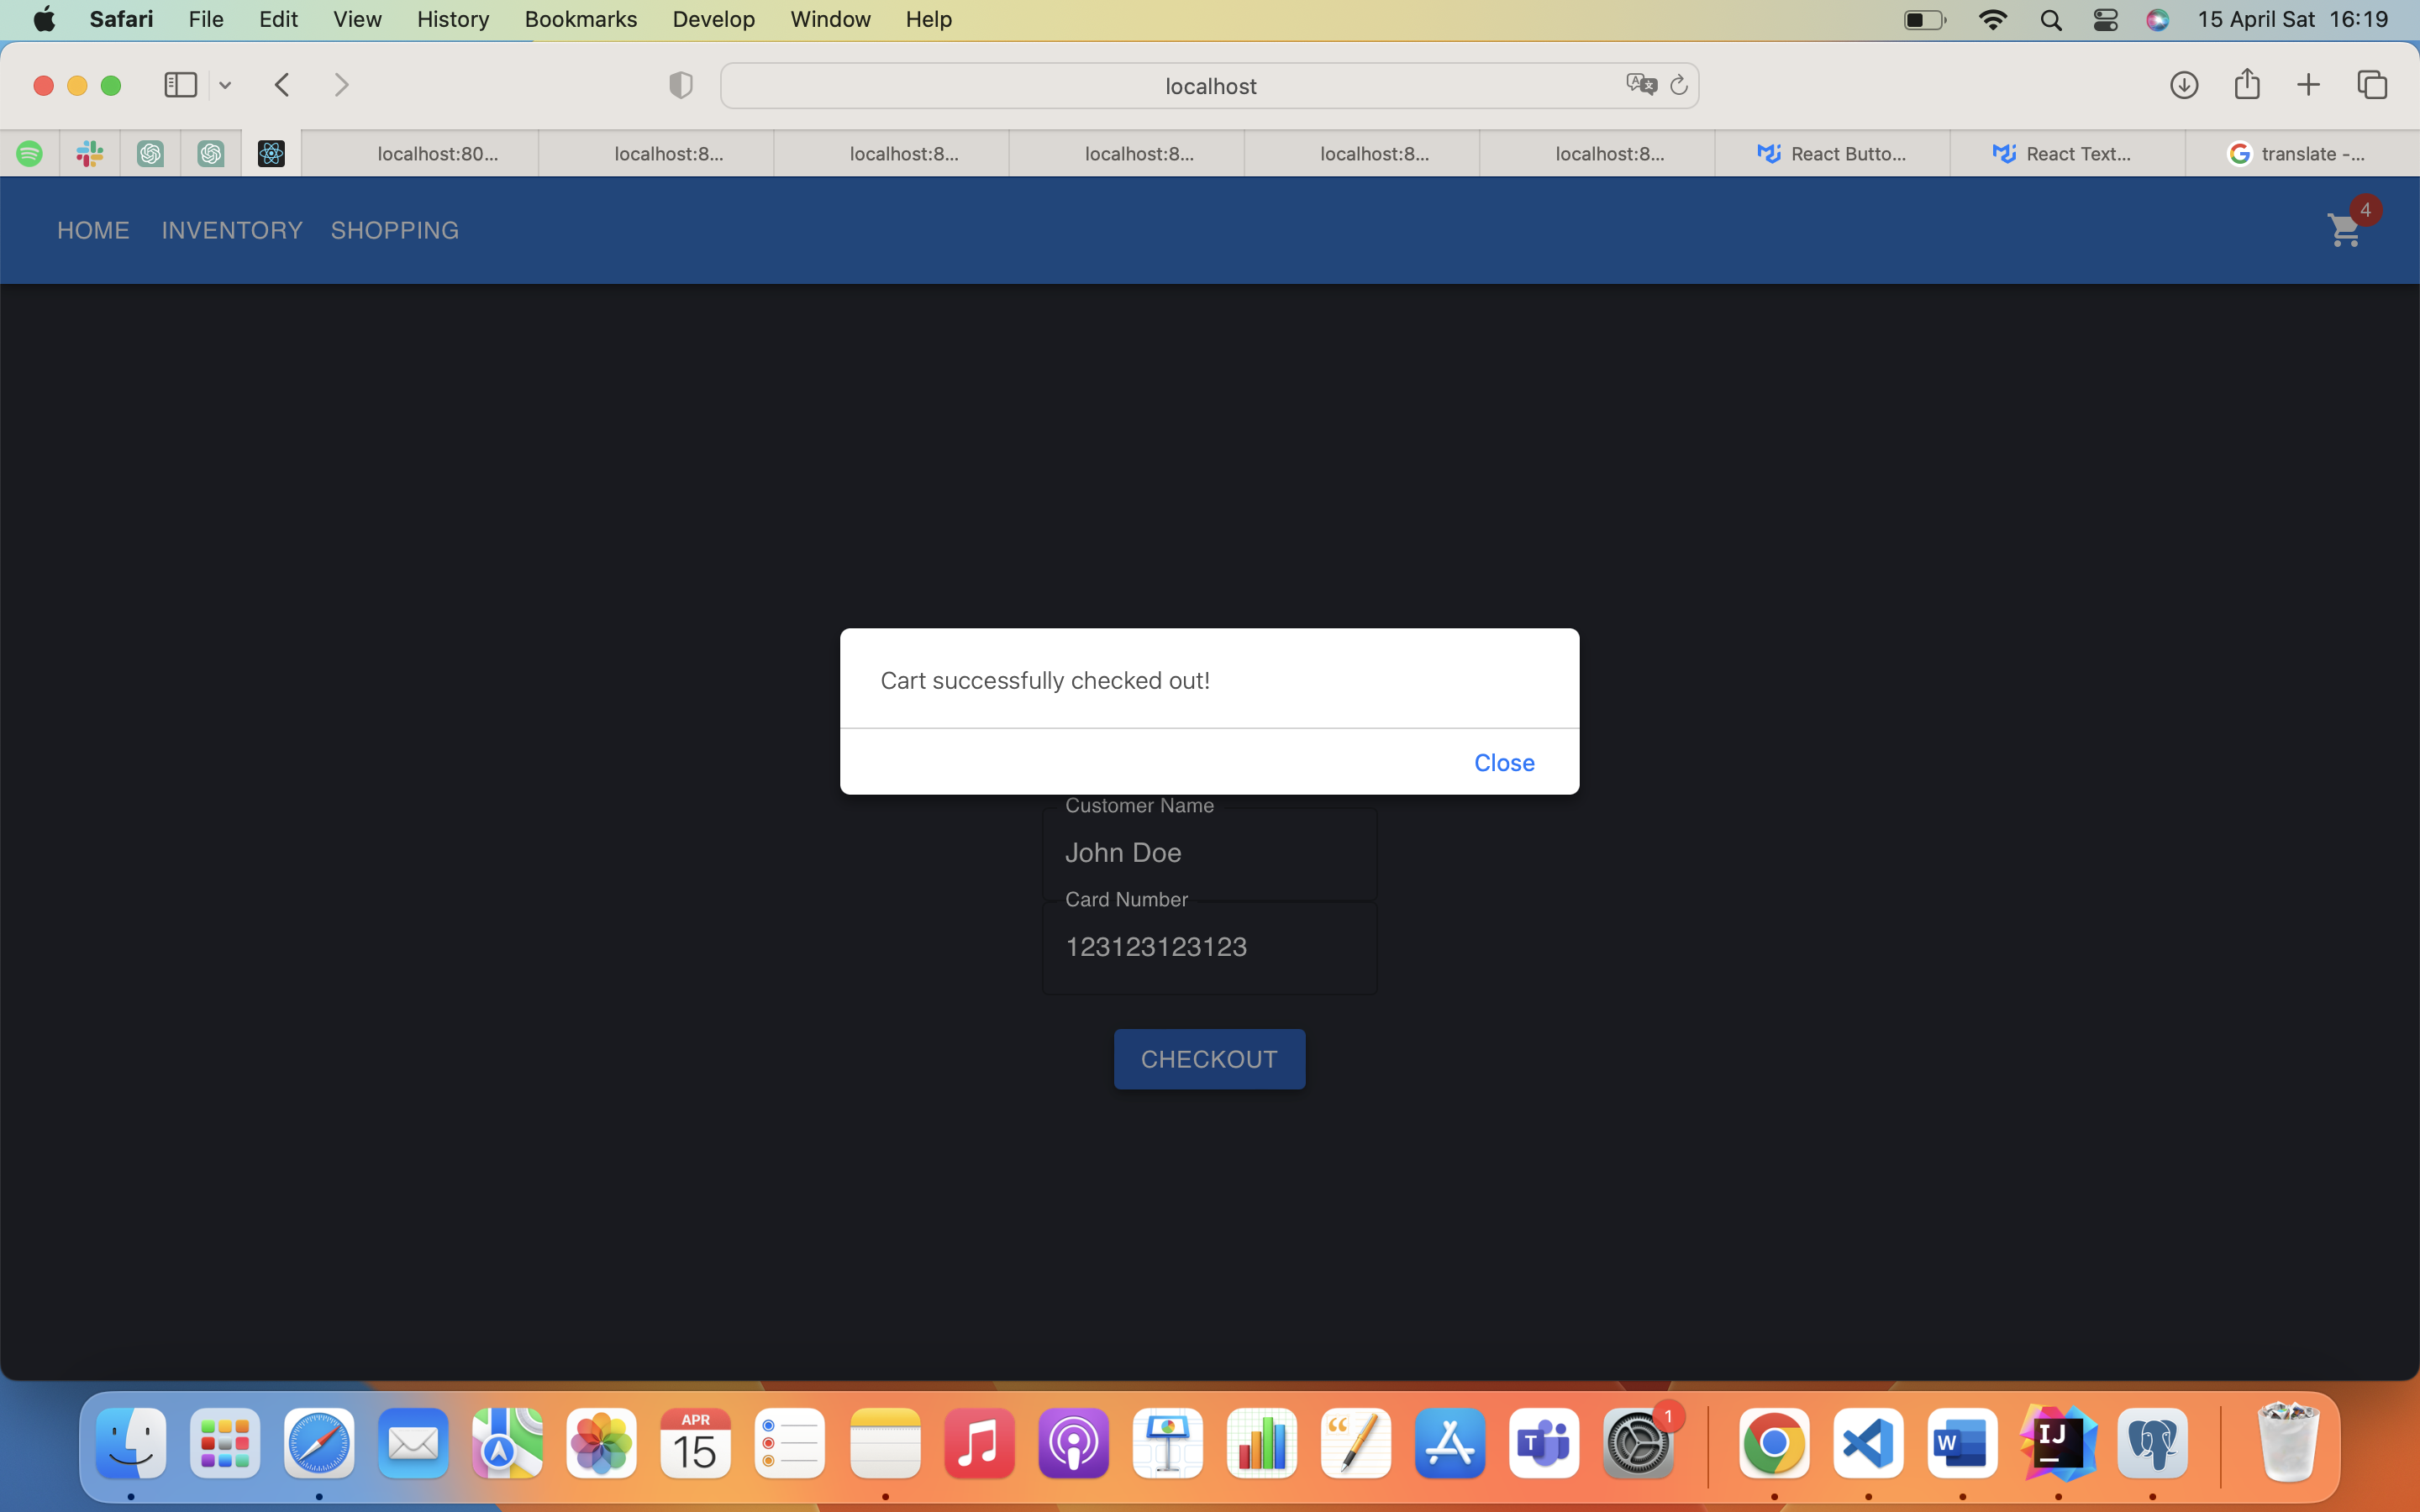 Safari File Edit View History Bookmarks Develop Window Help 15 April Sat 16:19
localhost
localhost:80... localhost:8... localhost:8... localhost:8... localhost:8... localhost:8... React Butto... React Text... translate -...
HOME INVENTORY SHOPPING 4
Cart successfully checked out!
Close
Customer Name
John Doe
Card Number
123123123123
CHECKOUT
APR
15
T
1
W
IJ